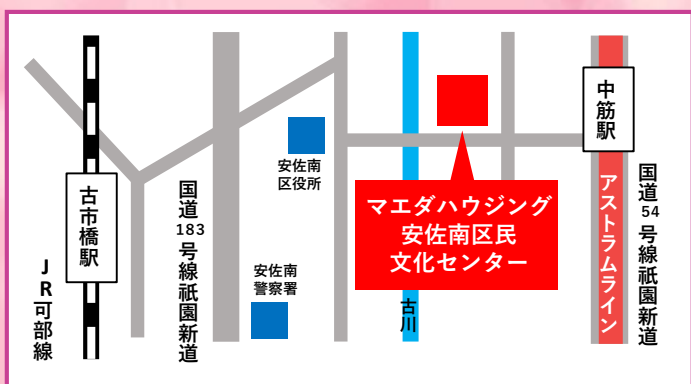 古市橋駅
JR可部線
国道183号線祇園新道
安佐南
区役所
安佐南
警察署
マエダハウジング
安佐南区民
文化センター
古川
中筋駅
アストラムライン
国道54号線祇園新道